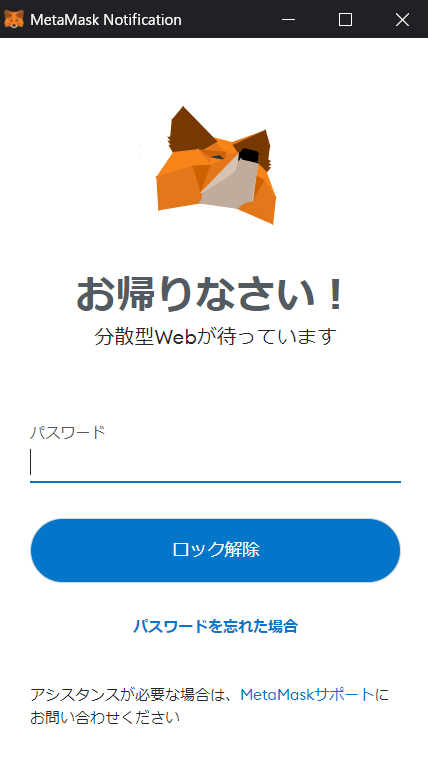 MetaMask Notification
お帰りなさい！
分散型Webが待っています
パスワード
ロック解除
パスワードを忘れた場合
アシスタンスが必要な場合は、MetaMaskサポートに
お問い合わせください